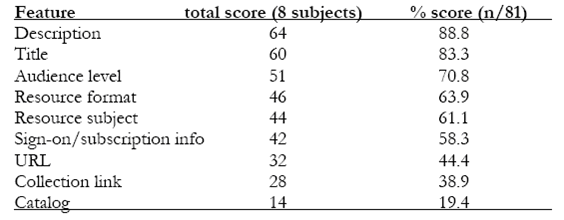 Feature total score (8 subjects) % score (n/81)
Description 64 88.8
Title 60 83.3
Audience level 51 70.8
Resource format 46 63.9
Resource subject 44 61.1
Sign-on/subscription info 42 58.3
URL 32 44.4
Collection link 28 38.9
Catalog 14 19.4